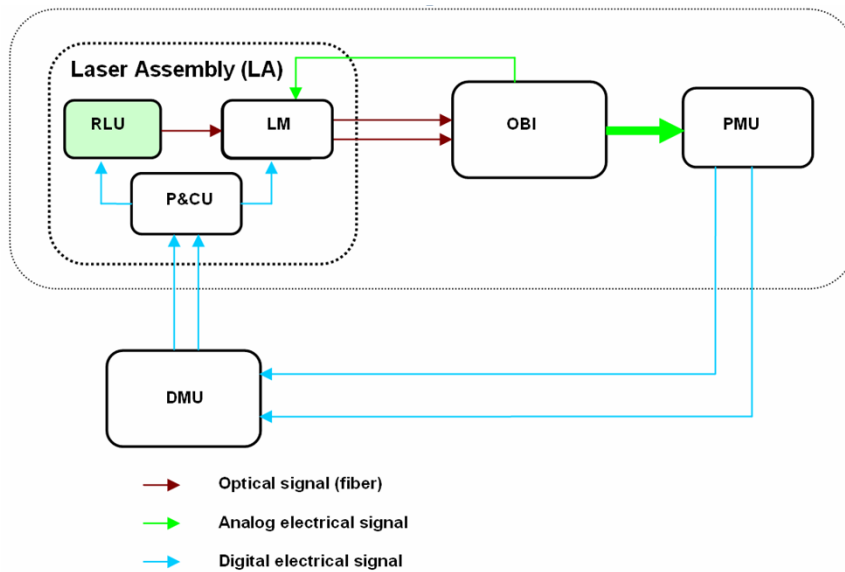 Laser Assembly (LA)
RLU
LM
OBI
PMU
P&CU
DMU
Optical signal (fiber)
Analog electrical signal
Digital electrical signal